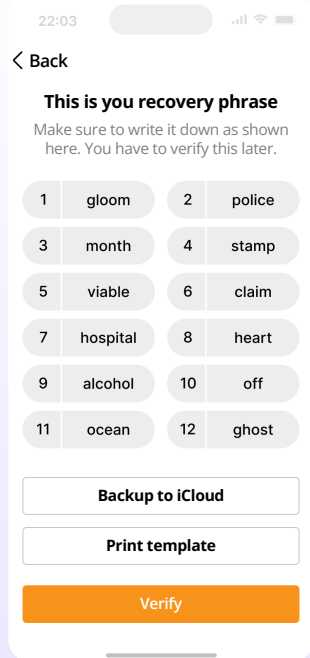 22:03
Back
This is you recovery phrase
Make sure to write it down as shown
here. You have to verify this later.
1 gloom 2 police
3 month 4 stamp
5 viable 6 claim
7 hospital 8 heart
9 alcohol 10 off
11 ocean 12 ghost
Backup to iCloud
Print template
Verify